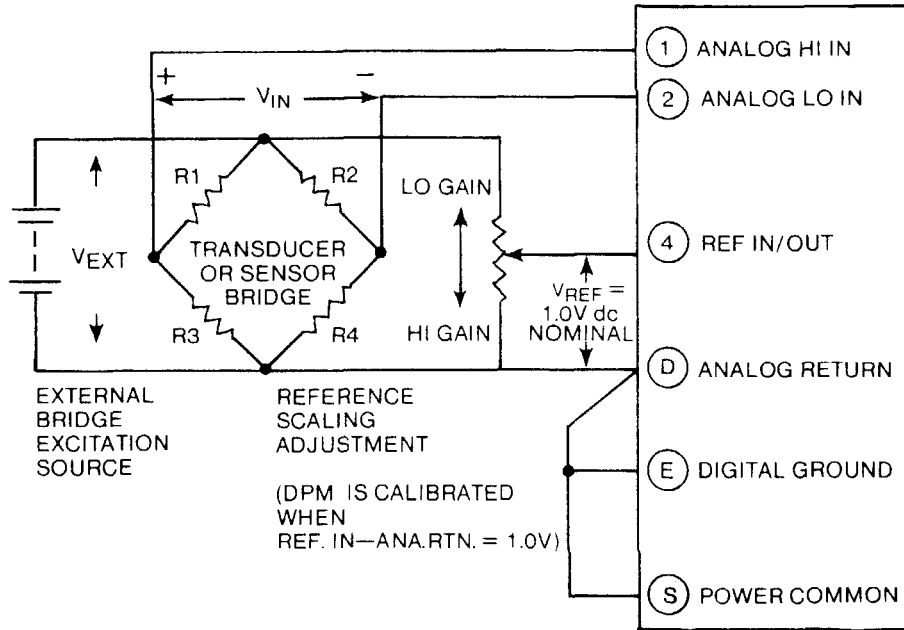 1 ANALOG HI IN
+ −
V_IN
2 ANALOG LO IN
R1 R2
LO GAIN
TRANSDUCER
OR SENSOR
BRIDGE
V_EXT
4 REF IN/OUT
V_REF =
1.0V dc
NOMINAL
R3 R4
HI GAIN
D ANALOG RETURN
EXTERNAL
BRIDGE
EXCITATION
SOURCE
REFERENCE
SCALING
ADJUSTMENT
(DPM IS CALIBRATED
WHEN
REF. IN—ANA.RTN. = 1.0V)
E DIGITAL GROUND
S POWER COMMON